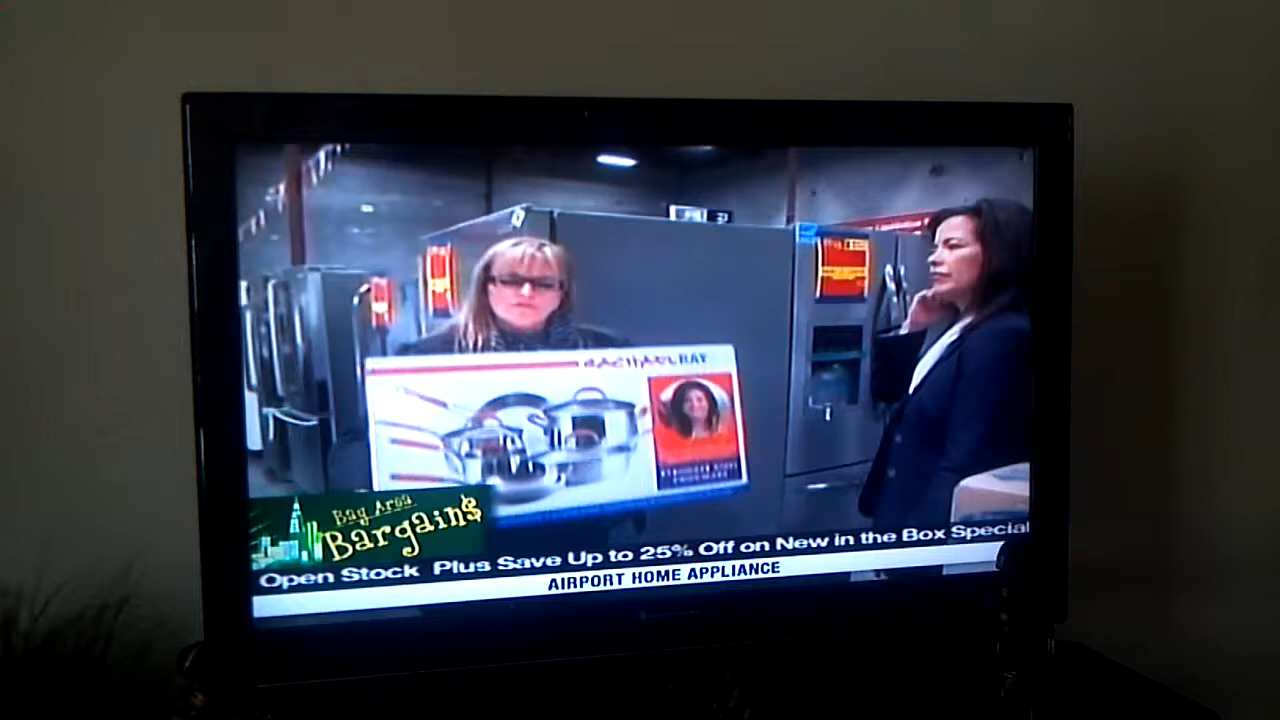 RACHAEL RAY
Bay Area
Bargain$
Open Stock Plus Save Up to 25% Off on New in the Box Special
AIRPORT HOME APPLIANCE